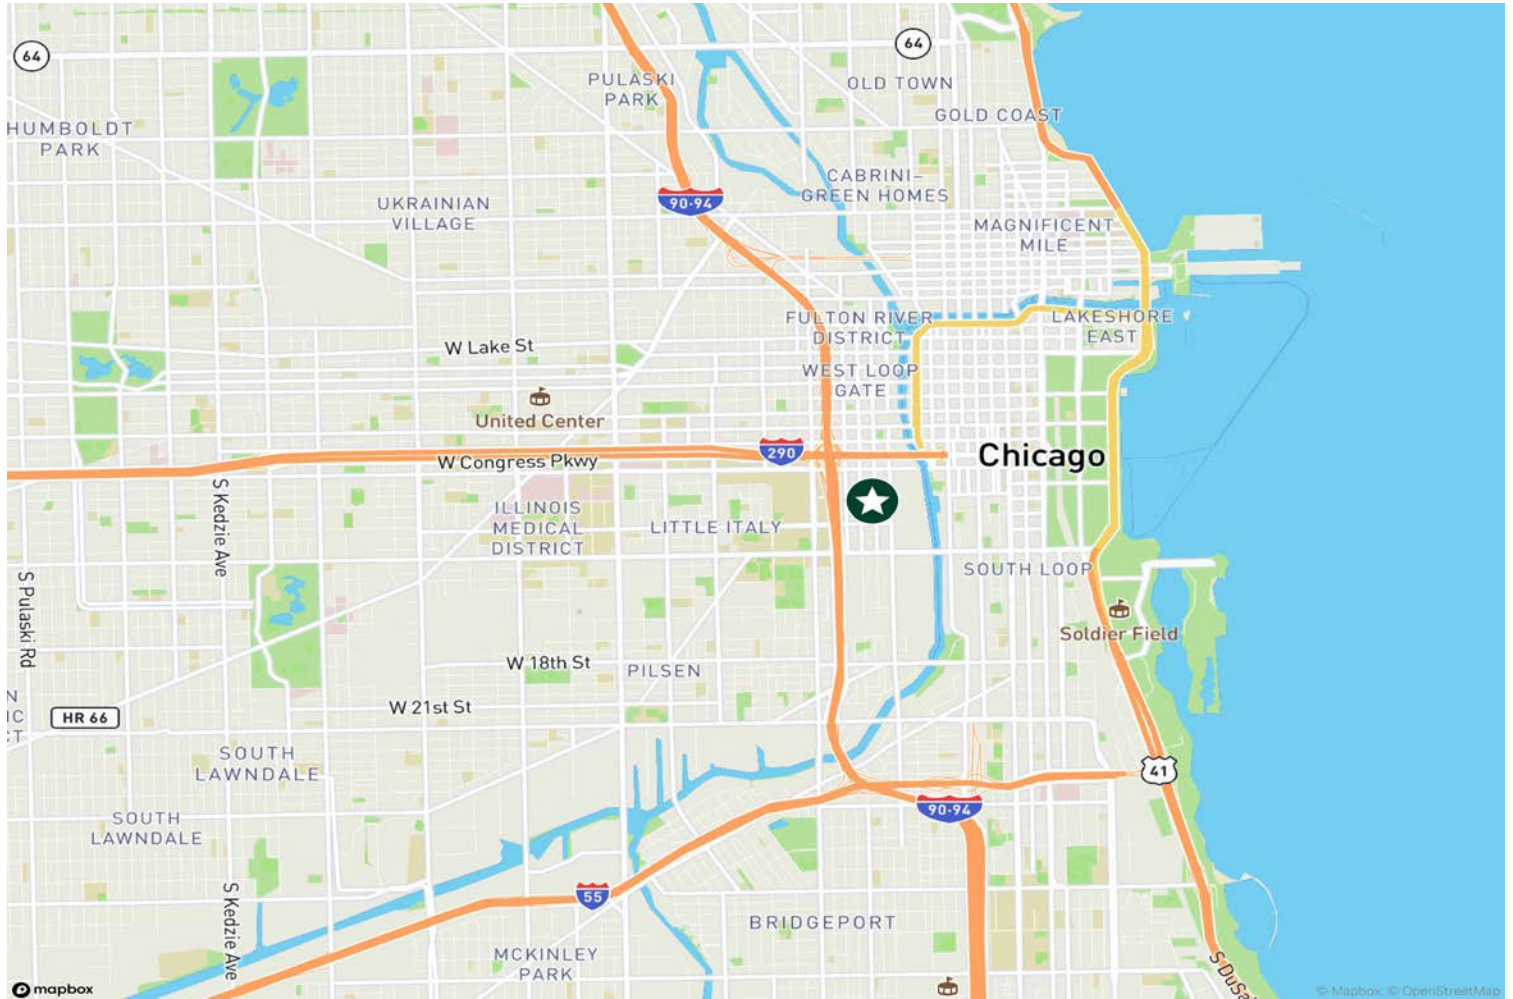 64
64
PULASKI
PARK
OLD TOWN
GOLD COAST
HUMBOLDT
PARK
CABRINI–
GREEN HOMES
UKRAINIAN
VILLAGE
90-94
MAGNIFICENT
MILE
FULTON RIVER
DISTRICT
LAKESHORE
EAST
W Lake St
WEST LOOP
GATE
United Center
290
W Congress Pkwy
Chicago
S Kedzie Ave
ILLINOIS
MEDICAL
DISTRICT
LITTLE ITALY
SOUTH LOOP
S Pulaski Rd
Soldier Field
W 18th St
PILSEN
N
IC
CT
HR 66
W 21st St
SOUTH
LAWNDALE
41
90-94
SOUTH
LAWNDALE
55
S Kedzie Ave
BRIDGEPORT
MCKINLEY
PARK
S DuSa
mapbox
© Mapbox, © OpenStreetMap